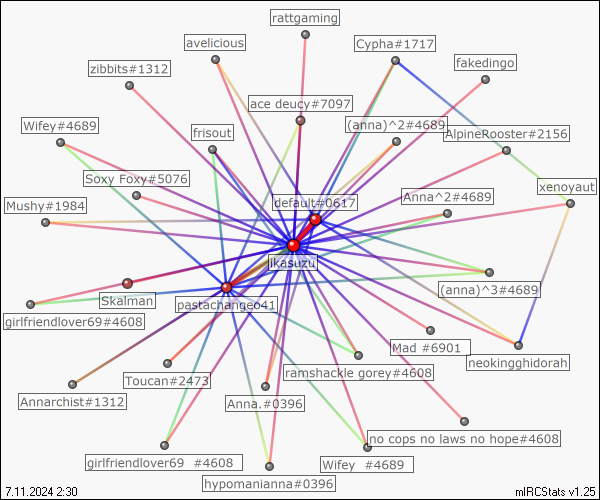 rattgaming
avelicious
Cypha#1717
zibbits#1312
fakedingo
ace deucy#7097
Wifey#4689
frisout
(anna)^2#4689
AlpineRooster#2156
Soxy Foxy#5076
xenoyaut
Mushy#1984
default#0617
Anna^2#4689
jkasuzu
Skalman
pastachangeo41
(anna)^3#4689
girlfriendlover69#4608
Mad #6901
neokingghidorah
Toucan#2473
ranshackle gorey#4608
Annarchist#1312
Anna.#0396
no cops no laws no hope#4608
girlfriendlover69 #4608
Wifey #4689
hypomanianna#0396
7.11.2024 2:30
mIRCStats v1.25